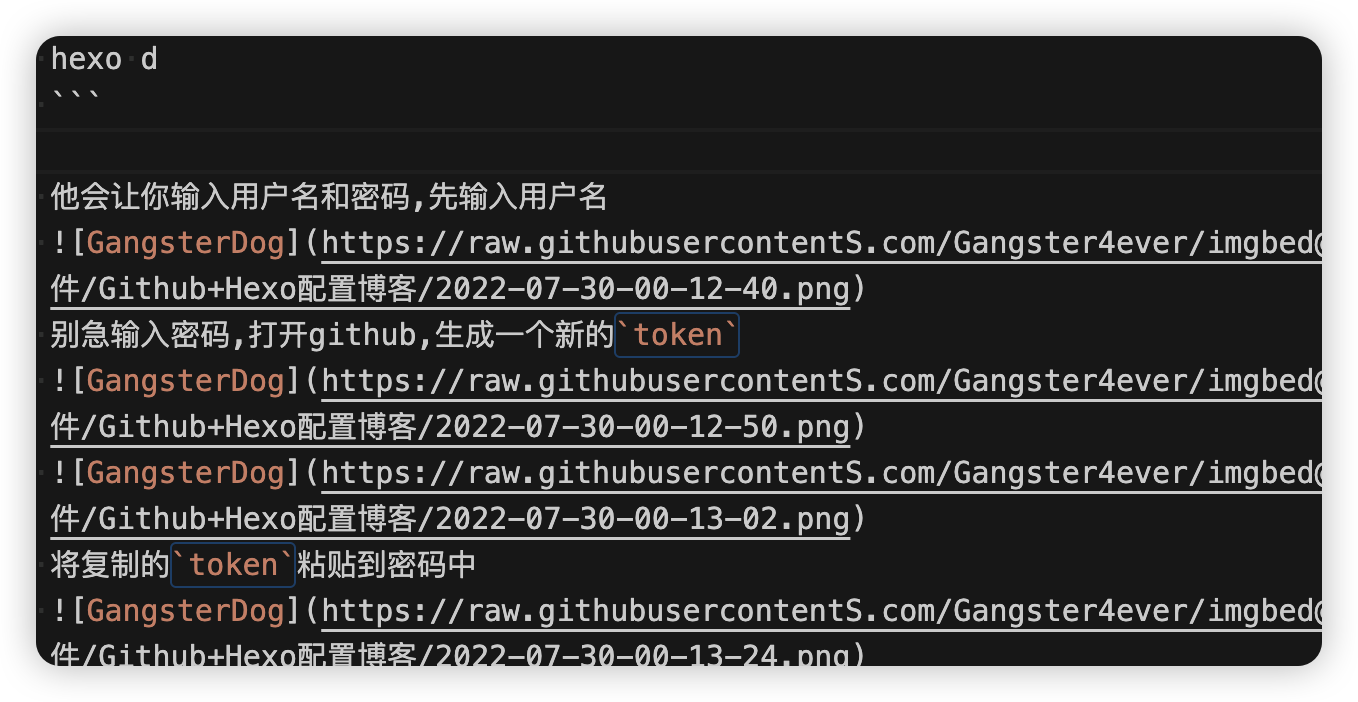 hexo d
```
他会让你输入用户名和密码,先输入用户名
![GangsterDog](https://raw.githubusercontentS.com/Gangster4ever/imgbed@
件/Github+Hexo配置博客/2022-07-30-00-12-40.png)
别急输入密码,打开github,生成一个新的`token`
![GangsterDog](https://raw.githubusercontentS.com/Gangster4ever/imgbed@
件/Github+Hexo配置博客/2022-07-30-00-12-50.png)
![GangsterDog](https://raw.githubusercontentS.com/Gangster4ever/imgbed@
件/Github+Hexo配置博客/2022-07-30-00-13-02.png)
将复制的`token`粘贴到密码中
![GangsterDog](https://raw.githubusercontentS.com/Gangster4ever/imgbed@
件/Github+Hexo配置博客/2022-07-30-00-13-24.png)